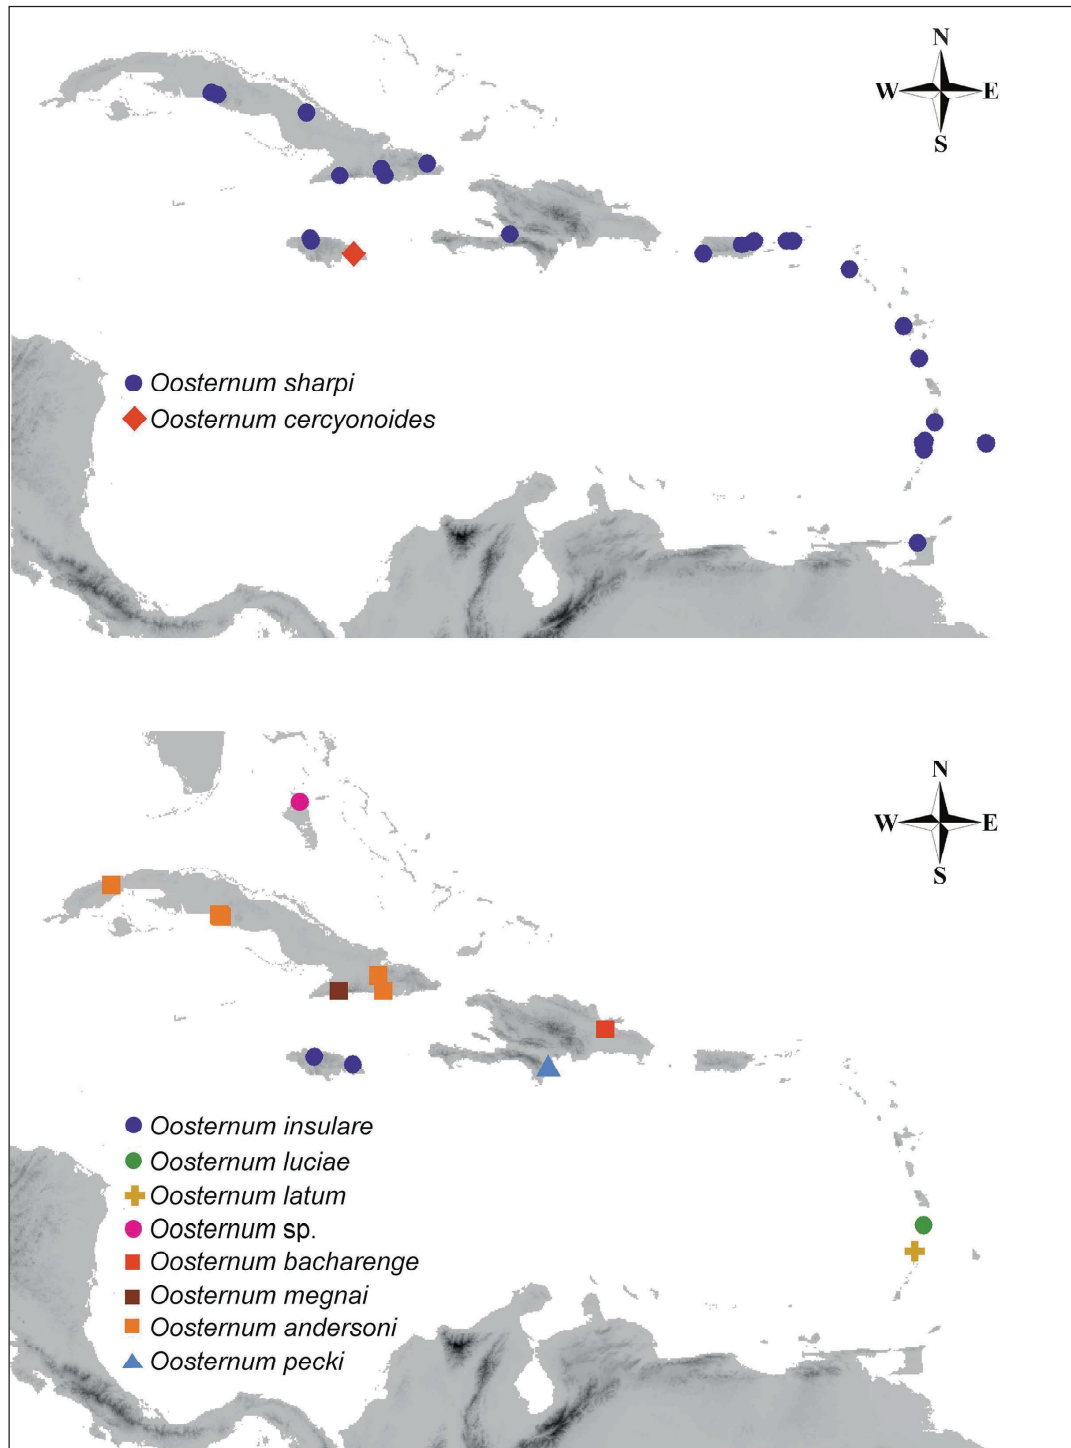 N
W E
S
Oosternum sharpi
Oosternum cercyonoides
N
W E
S
Oosternum insulare
Oosternum luciae
Oosternum latum
Oosternum sp.
Oosternum bacharenge
Oosternum megnai
Oosternum andersoni
Oosternum pecki